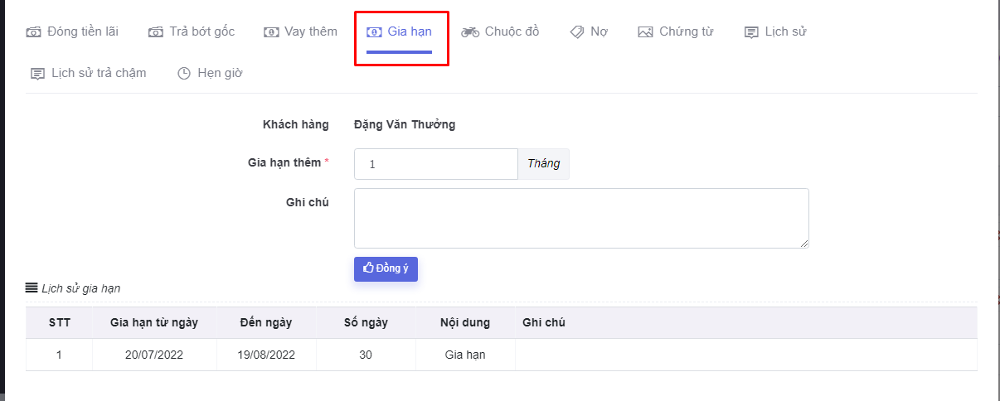 Đóng tiền lãi Trả bớt gốc Vay thêm Gia hạn Chuộc đồ Nợ Chứng từ Lịch sử
Lịch sử trả chậm Hẹn giờ
Khách hàng Đặng Văn Thưởng
Gia hạn thêm * 1 Tháng
Ghi chú
Đồng ý
Lịch sử gia hạn
STT Gia hạn từ ngày Đến ngày Số ngày Nội dung Ghi chú
1 20/07/2022 19/08/2022 30 Gia hạn